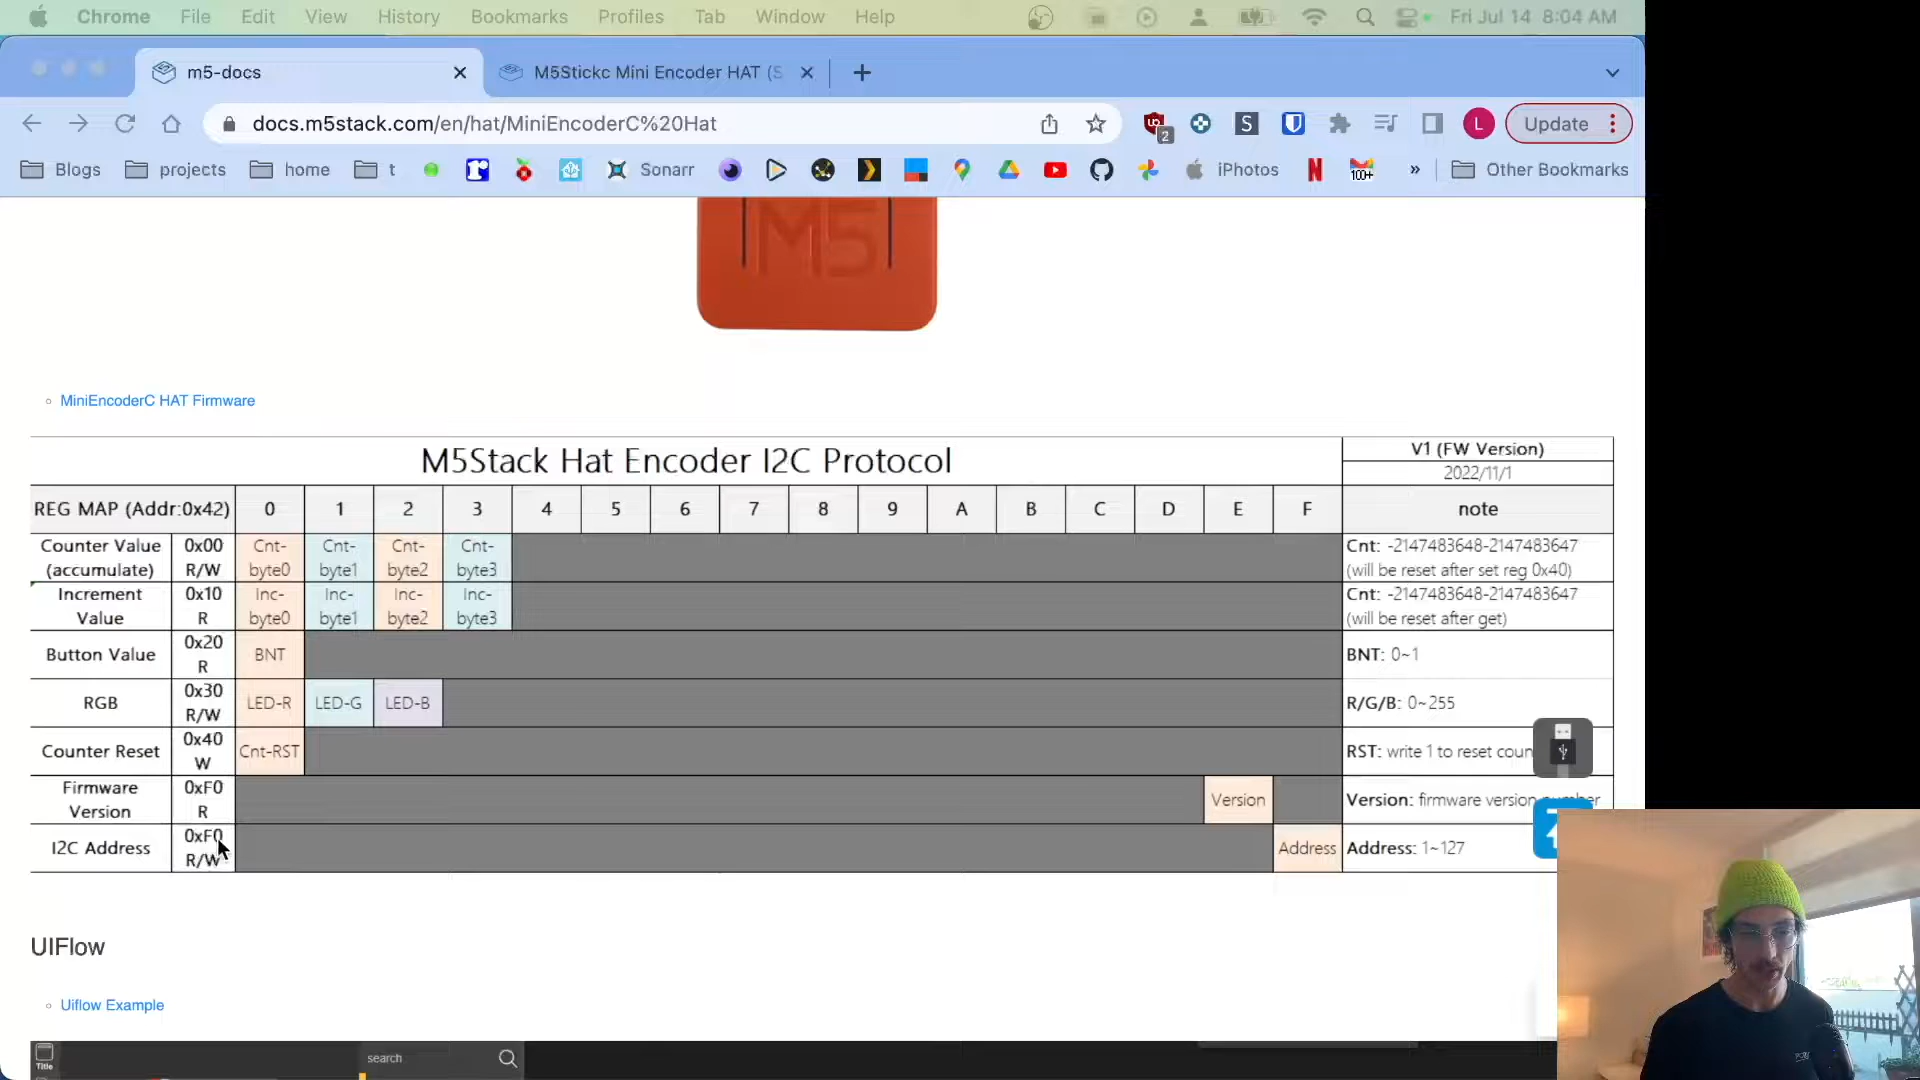 Chrome File Edit View History Bookmarks Profiles Tab Window Help Fri Jul 14 8:04 AM
m5-docs
M5Stickc Mini Encoder HAT (S
docs.m5stack.com/en/hat/MiniEncoderC%20Hat
2
S
L
Update
Blogs projects home t Sonarr iPhotos N 100+ » Other Bookmarks
M5
MiniEncoderC HAT Firmware
M5Stack Hat Encoder I2C Protocol
V1 (FW Version)
2022/11/1
REG MAP (Addr:0x42) 0 1 2 3 4 5 6 7 8 9 A B C D E F note
Counter Value (accumulate) 0x00 R/W Cnt-byte0 Cnt-byte1 Cnt-byte2 Cnt-byte3 Cnt: -2147483648-2147483647 (will be reset after set reg 0x40)
Increment Value 0x10 R Inc-byte0 Inc-byte1 Inc-byte2 Inc-byte3 Cnt: -2147483648-2147483647 (will be reset after get)
Button Value 0x20 R BNT BNT: 0~1
RGB 0x30 R/W LED-R LED-G LED-B R/G/B: 0~255
Counter Reset 0x40 W Cnt-RST RST: write 1 to reset coun
Firmware Version 0xF0 R Version Version: firmware version number
I2C Address 0xF0 R/W Address Address: 1~127
UIFlow
Uiflow Example
Title
search